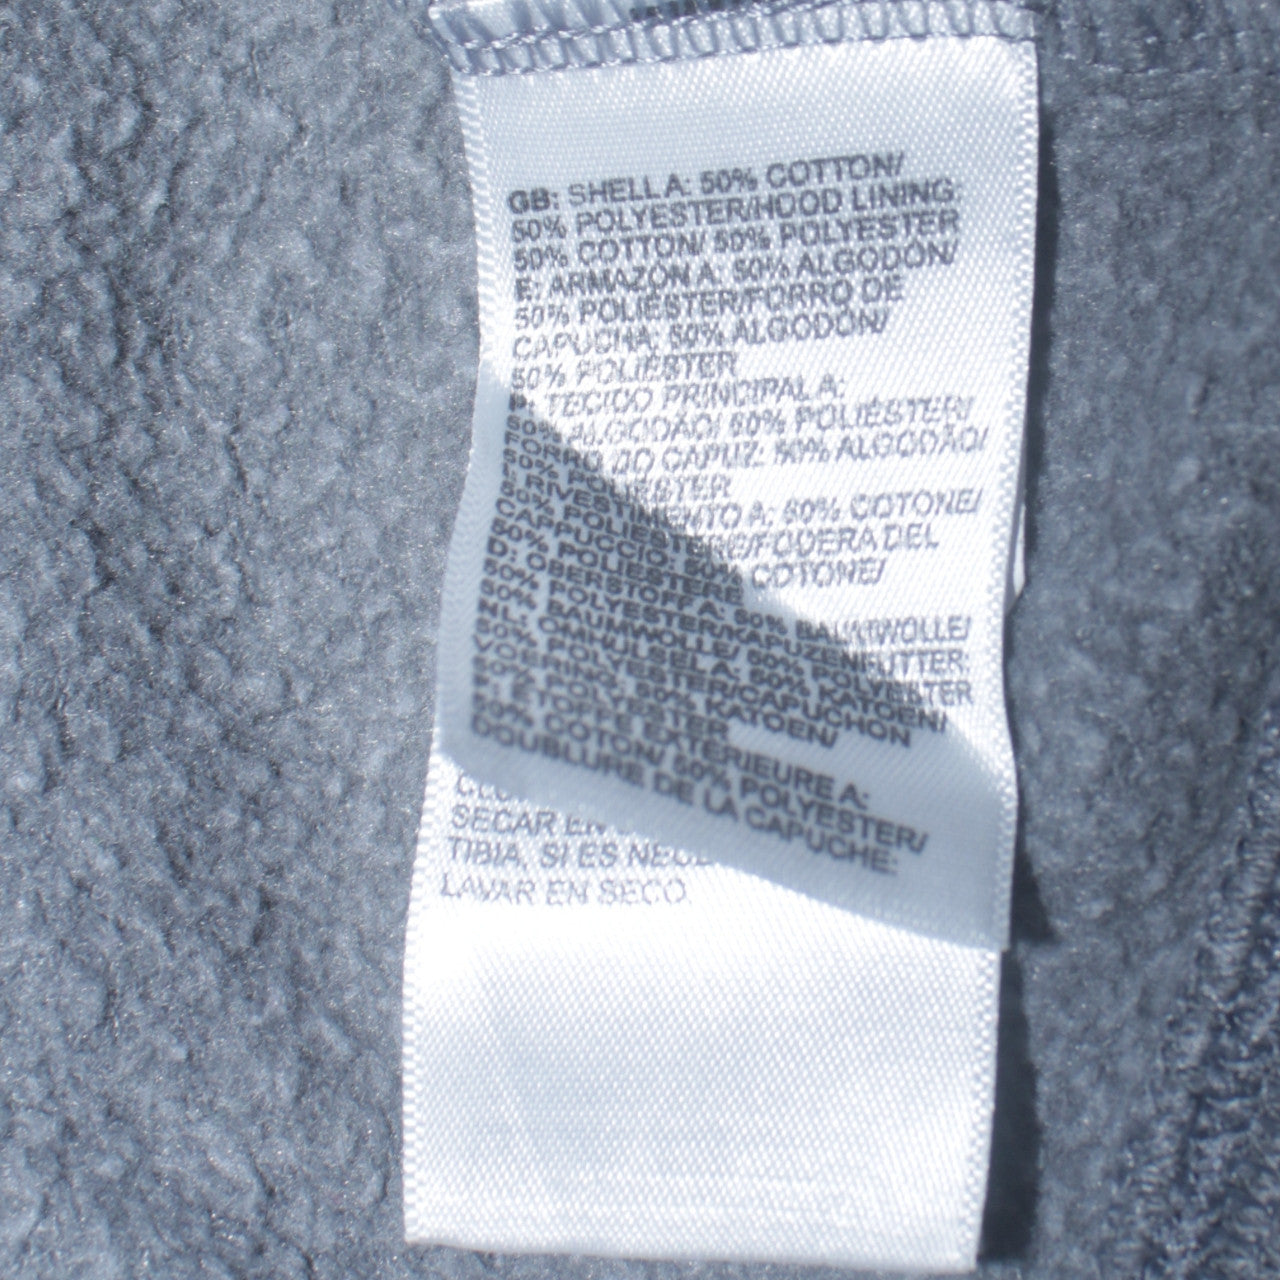 GB: SHELL A: 50% COTTON/
50% POLYESTER/HOOD LINING:
50% COTTON/ 50% POLYESTER
E: ARMAZÓN A: 50% ALGODÓN/
50% POLIÉSTER/FORRO DE
CAPUCHA: 50% ALGODÓN/
50% POLIÉSTER
P: TECIDO PRINCIPAL A:
50% ALGODÃO/ 50% POLIÉSTER/
FORRO DO CAPUZ: 50% ALGODÃO/
50% POLIÉSTER
I: RIVESTIMENTO A: 50% COTONE/
50% POLIESTERE/FODERA DEL
CAPPUCCIO: 50% COTONE/
50% POLIESTERE
D: OBERSTOFF A: 50% BAUMWOLLE/
50% POLYESTER/KAPUZENFUTTER:
50% BAUMWOLLE/ 50% POLYESTER
NL: OMHULSEL A: 50% KATOEN/
50% POLYESTER/CAPUCHON
VOERING: 50% KATOEN/
50% POLYESTER
F: ÉTOFFE EXTÉRIEURE A:
50% COTON/ 50% POLYESTER/
DOUBLURE DE LA CAPUCHE:
SECAR EN
TIBIA, SI ES
LAVAR EN SECO.